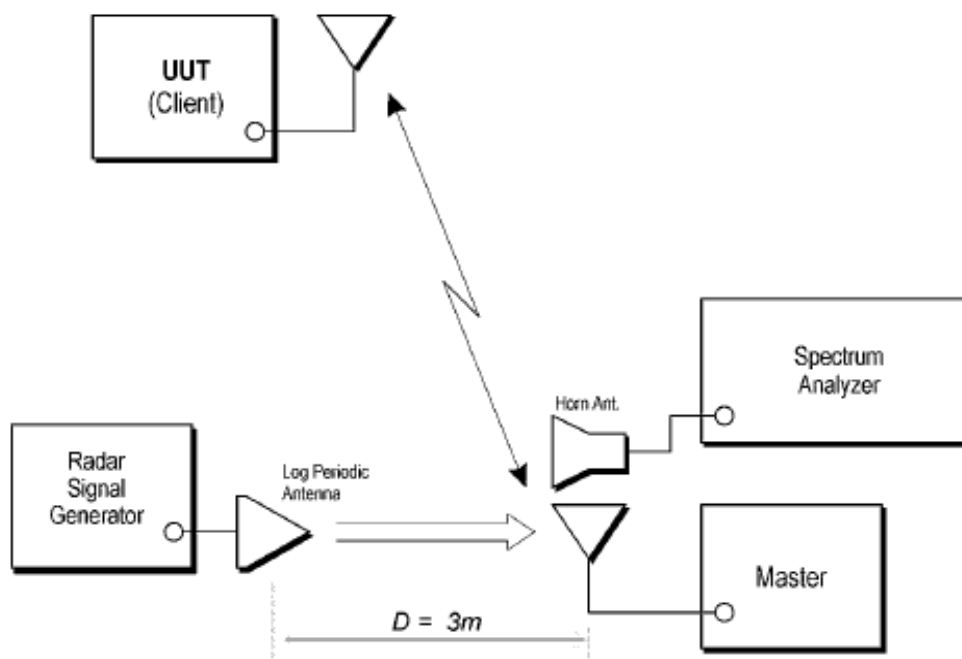 UUT
(Client)
Spectrum
Analyzer
Horn Ant.
Radar
Signal
Generator
Log Periodic
Antenna
Master
D = 3m